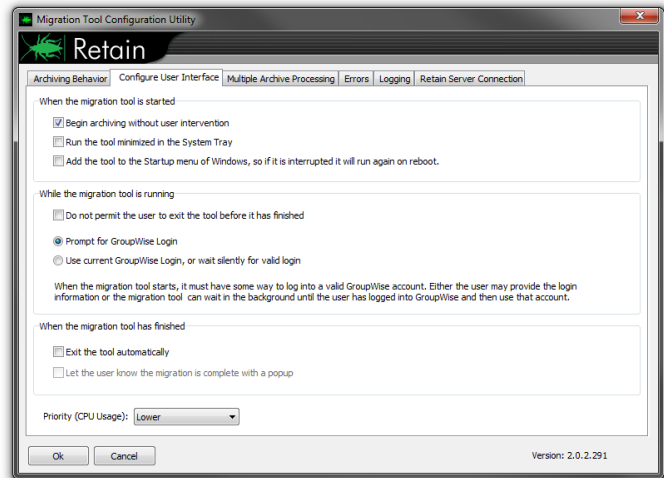 Migration Tool Configuration Utility
Retain
Archiving Behavior Configure User Interface Multiple Archive Processing Errors Logging Retain Server Connection
When the migration tool is started
Begin archiving without user intervention
Run the tool minimized in the System Tray
Add the tool to the Startup menu of Windows, so if it is interrupted it will run again on reboot.
While the migration tool is running
Do not permit the user to exit the tool before it has finished
Prompt for GroupWise Login
Use current GroupWise Login, or wait silently for valid login
When the migration tool starts, it must have some way to log into a valid GroupWise account. Either the user may provide the login
information or the migration tool can wait in the background until the user has logged into GroupWise and then use that account.
When the migration tool has finished
Exit the tool automatically
Let the user know the migration is complete with a popup
Priority (CPU Usage): Lower
Ok Cancel Version: 2.0.2.291